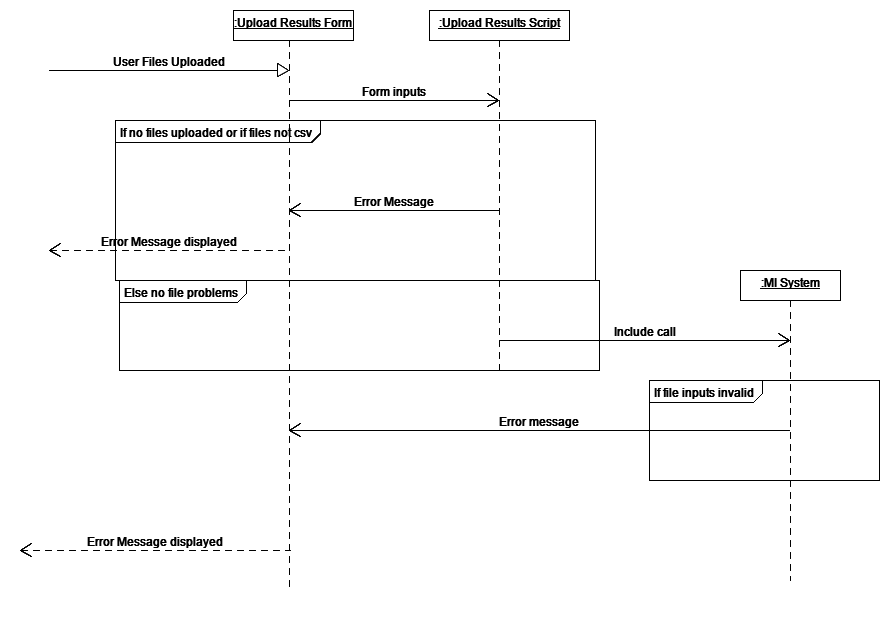 :Upload Results Form
:Upload Results Script
User Files Uploaded
Form inputs
If no files uploaded or if files not csv
Error Message
Error Message displayed
:MI System
Else no file problems
Include call
If file inputs invalid
Error message
Error Message displayed